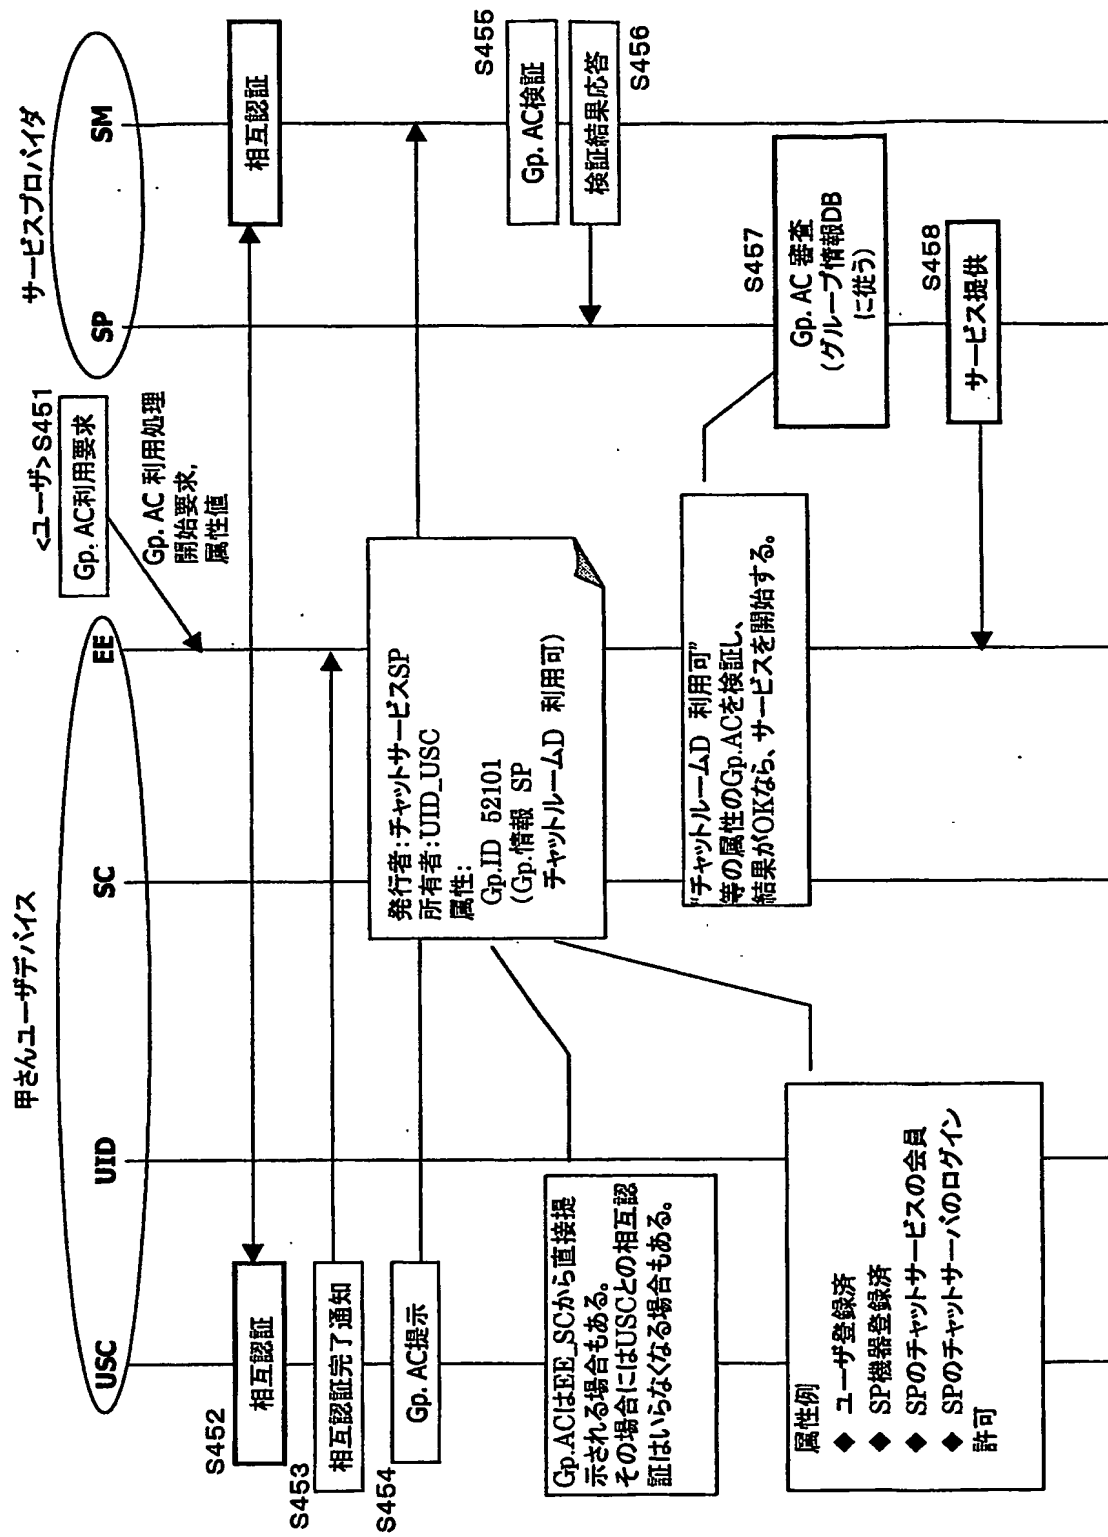 甲さんユーザデバイス
サービスプロバイダ
USC
UID
SC
EE
SP
SM
<ユーザ>S451
Gp. AC利用要求
Gp. AC 利用処理
開始要求,
属性値
S452
相互認証
相互認証
S453
相互認証完了通知
S454
Gp. AC提示
発行者:チャットサービスSP
所有者:UID_USC
属性:
Gp.ID 52101
(Gp.情報 SP
チャットルームD 利用可)
S455
Gp. AC検証
検証結果応答
S456
Gp.ACはEE_SCから直接提
示される場合もある。
その場合にはUSCとの相互認
証はいらなくなる場合もある。
"チャットルームD 利用可"
等の属性のGp.ACを検証し、
結果がOKなら、サービスを開始する。
S457
Gp. AC 審査
(グループ情報DB
に従う)
属性例
◆ ユーザ登録済
◆ SP機器登録済
◆ SPのチャットサービスの会員
◆ SPのチャットサーバのログイン
許可
S458
サービス提供